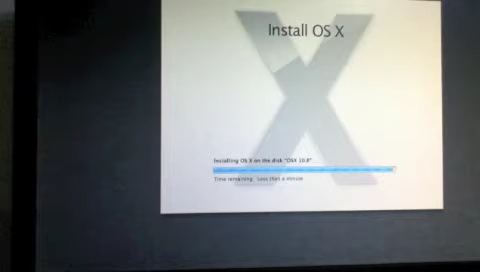 Install OS X
Installing OS X on the disk "OSX 10.8"
Time remaining: Less than a minute